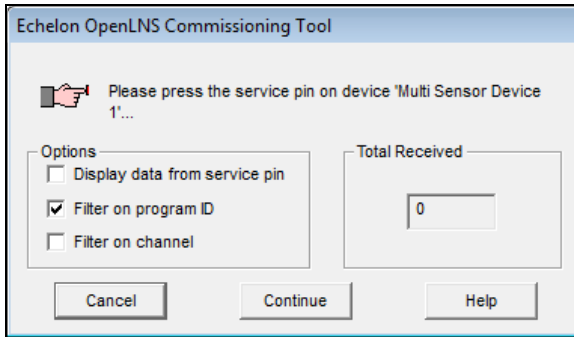 Echelon OpenLNS Commissioning Tool
Please press the service pin on device 'Multi Sensor Device
1'...
Options
Display data from service pin
Filter on program ID
Filter on channel
Total Received
0
Cancel
Continue
Help